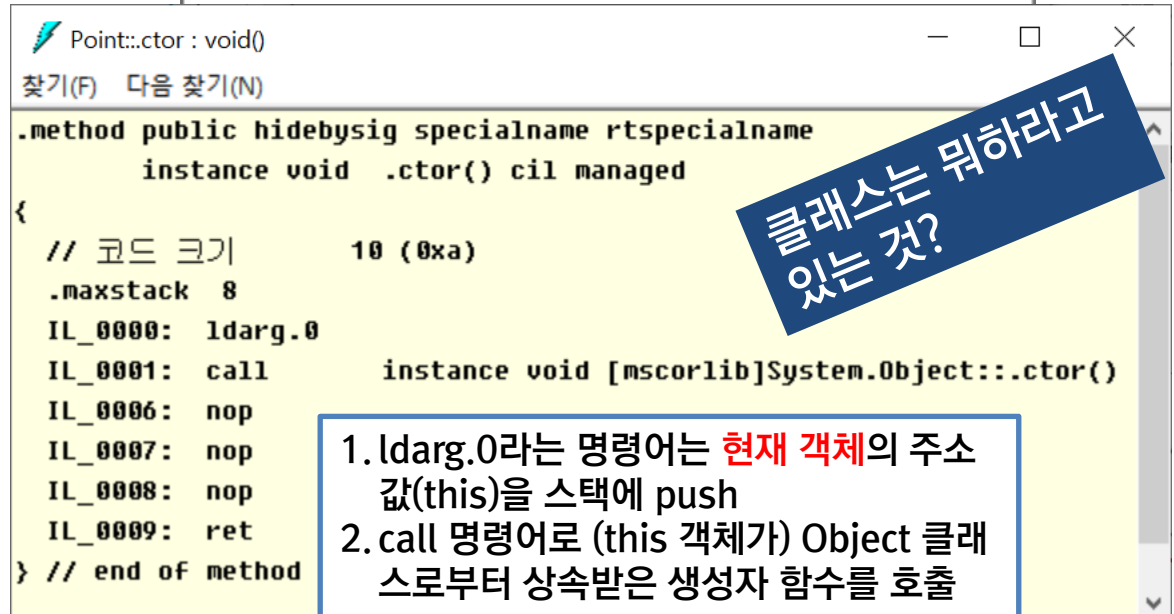 Point::.ctor : void()
찾기(F) 다음 찾기(N)
.method public hidebysig specialname rtspecialname
instance void .ctor() cil managed
{
// 코드 크기 10 (0xa)
.maxstack 8
IL_0000: ldarg.0
IL_0001: call instance void [mscorlib]System.Object::.ctor()
IL_0006: nop
IL_0007: nop
IL_0008: nop
IL_0009: ret
} // end of method
클래스는 뭐하라고
있는 것?
1. ldarg.0라는 명령어는 현재 객체의 주소
값(this)을 스택에 push
2. call 명령어로 (this 객체가) Object 클래
스로부터 상속받은 생성자 함수를 호출